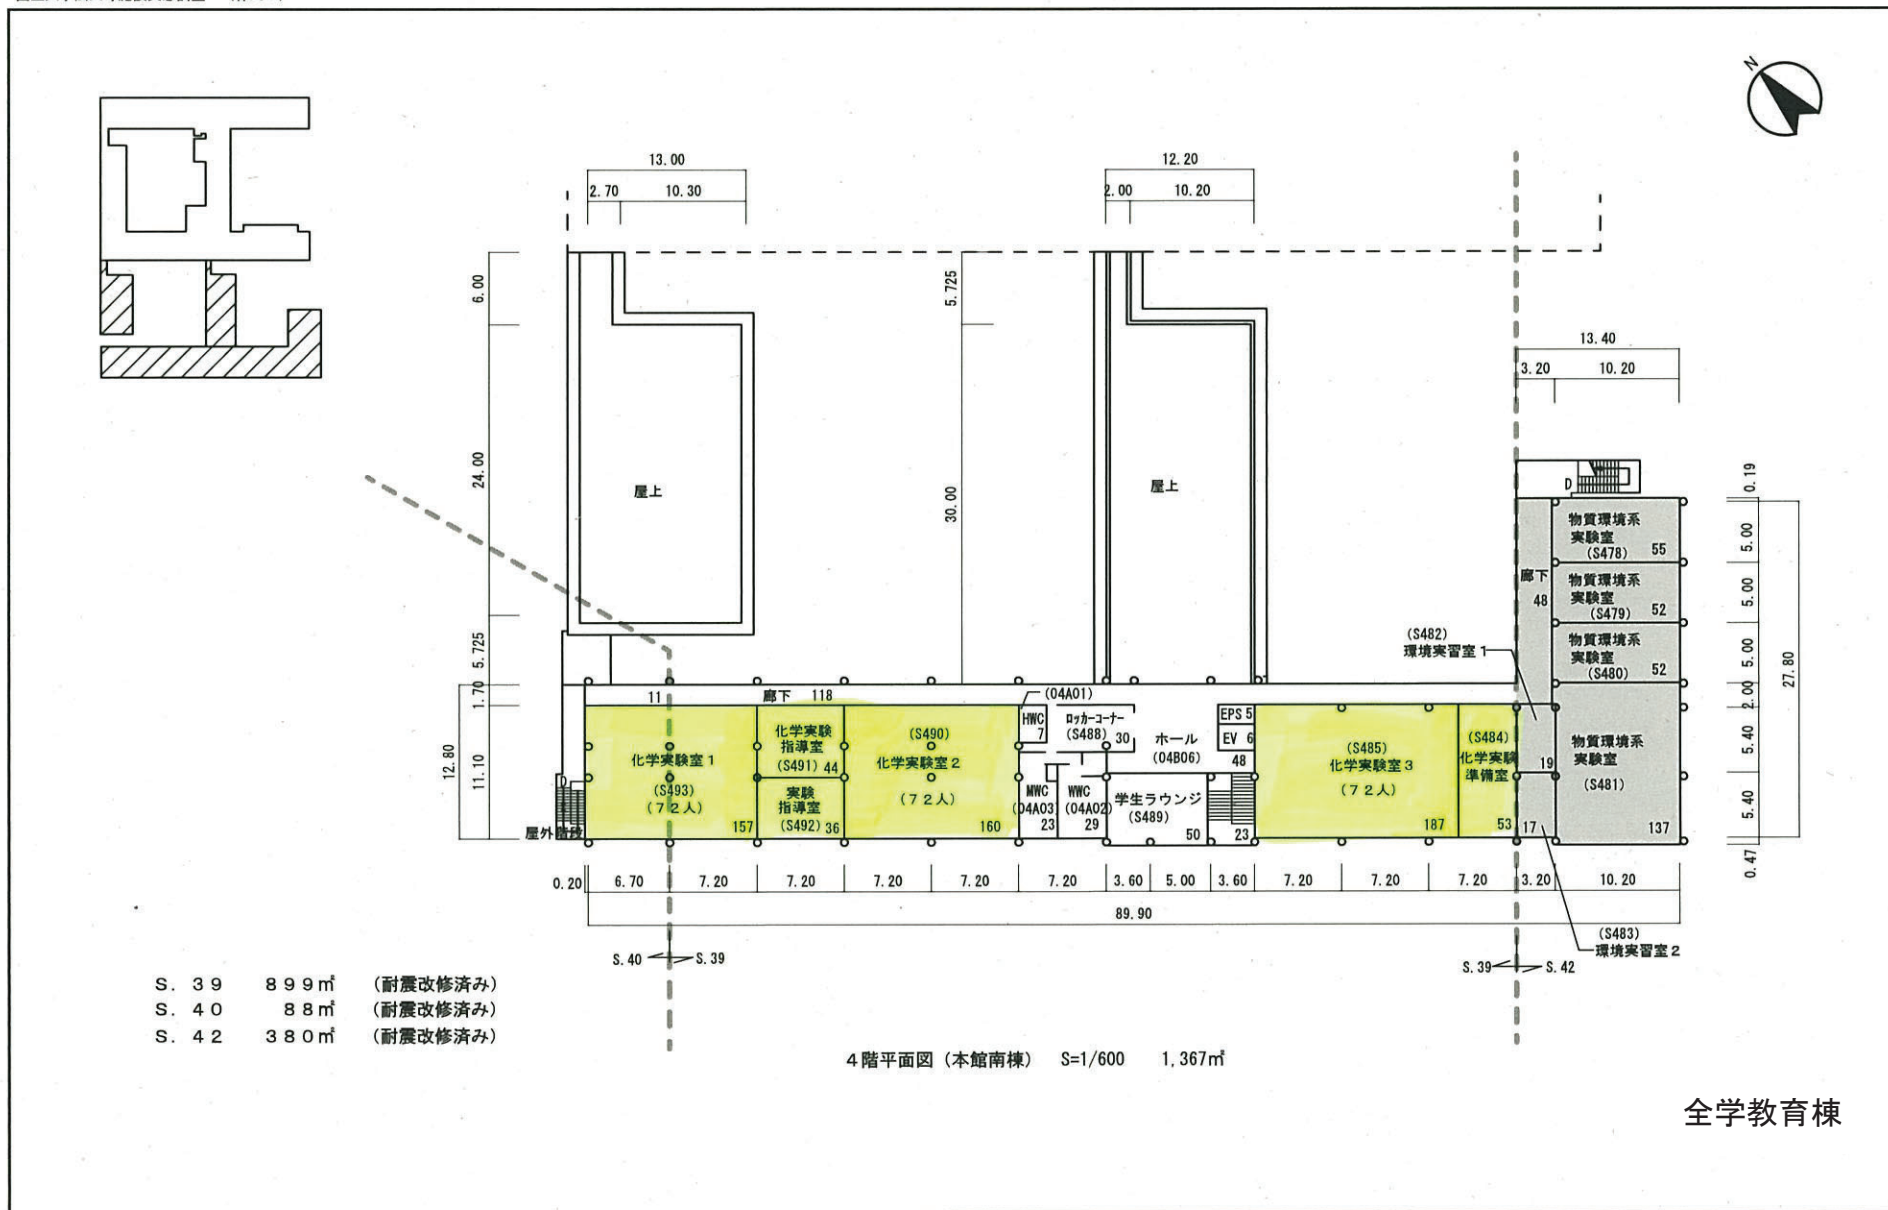 N
13.00
12.20
2.70
10.30
2.00
10.20
6.00
5.725
13.40
3.20
10.20
24.00
屋上
30.00
屋上
D
0.19
物質環境系
実験室
(S478)
55
5.00
廊下
48
物質環境系
実験室
(S479)
52
5.00
(S482)
環境実習室1
物質環境系
実験室
(S480)
52
5.00
27.80
5.725
1.70
11
廊下
118
(04A01)
2.00
12.80
11.10
化学実験室1
(S493)
(72人)
157
化学実験
指導室
(S491)
44
実験
指導室
(S492)
36
(S490)
化学実験室2
(72人)
160
HWC
7
ロッカーコーナー
(S488)
30
MWC
(04A03)
23
WWC
(04A02)
29
ホール
(04B06)
48
EPS 5
EV 6
学生ラウンジ
(S489)
50
23
(S485)
化学実験室3
(72人)
187
(S484)
化学実験
準備室
53
19
17
物質環境系
実験室
(S481)
137
5.40
5.40
0.47
D
屋外階段
0.20
6.70
7.20
7.20
7.20
7.20
7.20
3.60
5.00
3.60
7.20
7.20
7.20
3.20
10.20
89.90
(S483)
環境実習室2
S.40
S.39
S.39
S.42
S.39 899㎡ (耐震改修済み)
S.40 88㎡ (耐震改修済み)
S.42 380㎡ (耐震改修済み)
4階平面図(本館南棟) S=1/600 1,367㎡
全学教育棟